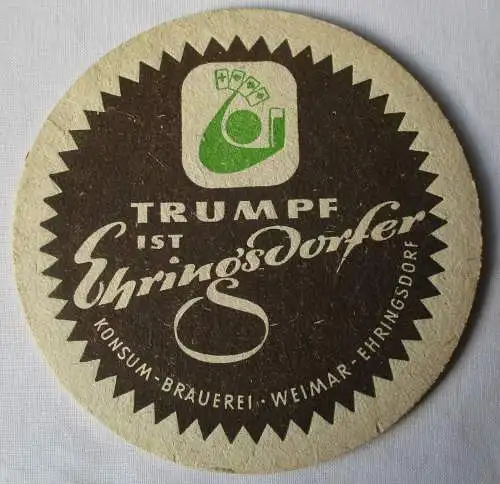 TRUMPF
IST
Ehringsdorfer
KONSUM-BRAUEREI · WEIMAR-EHRINGSDORF